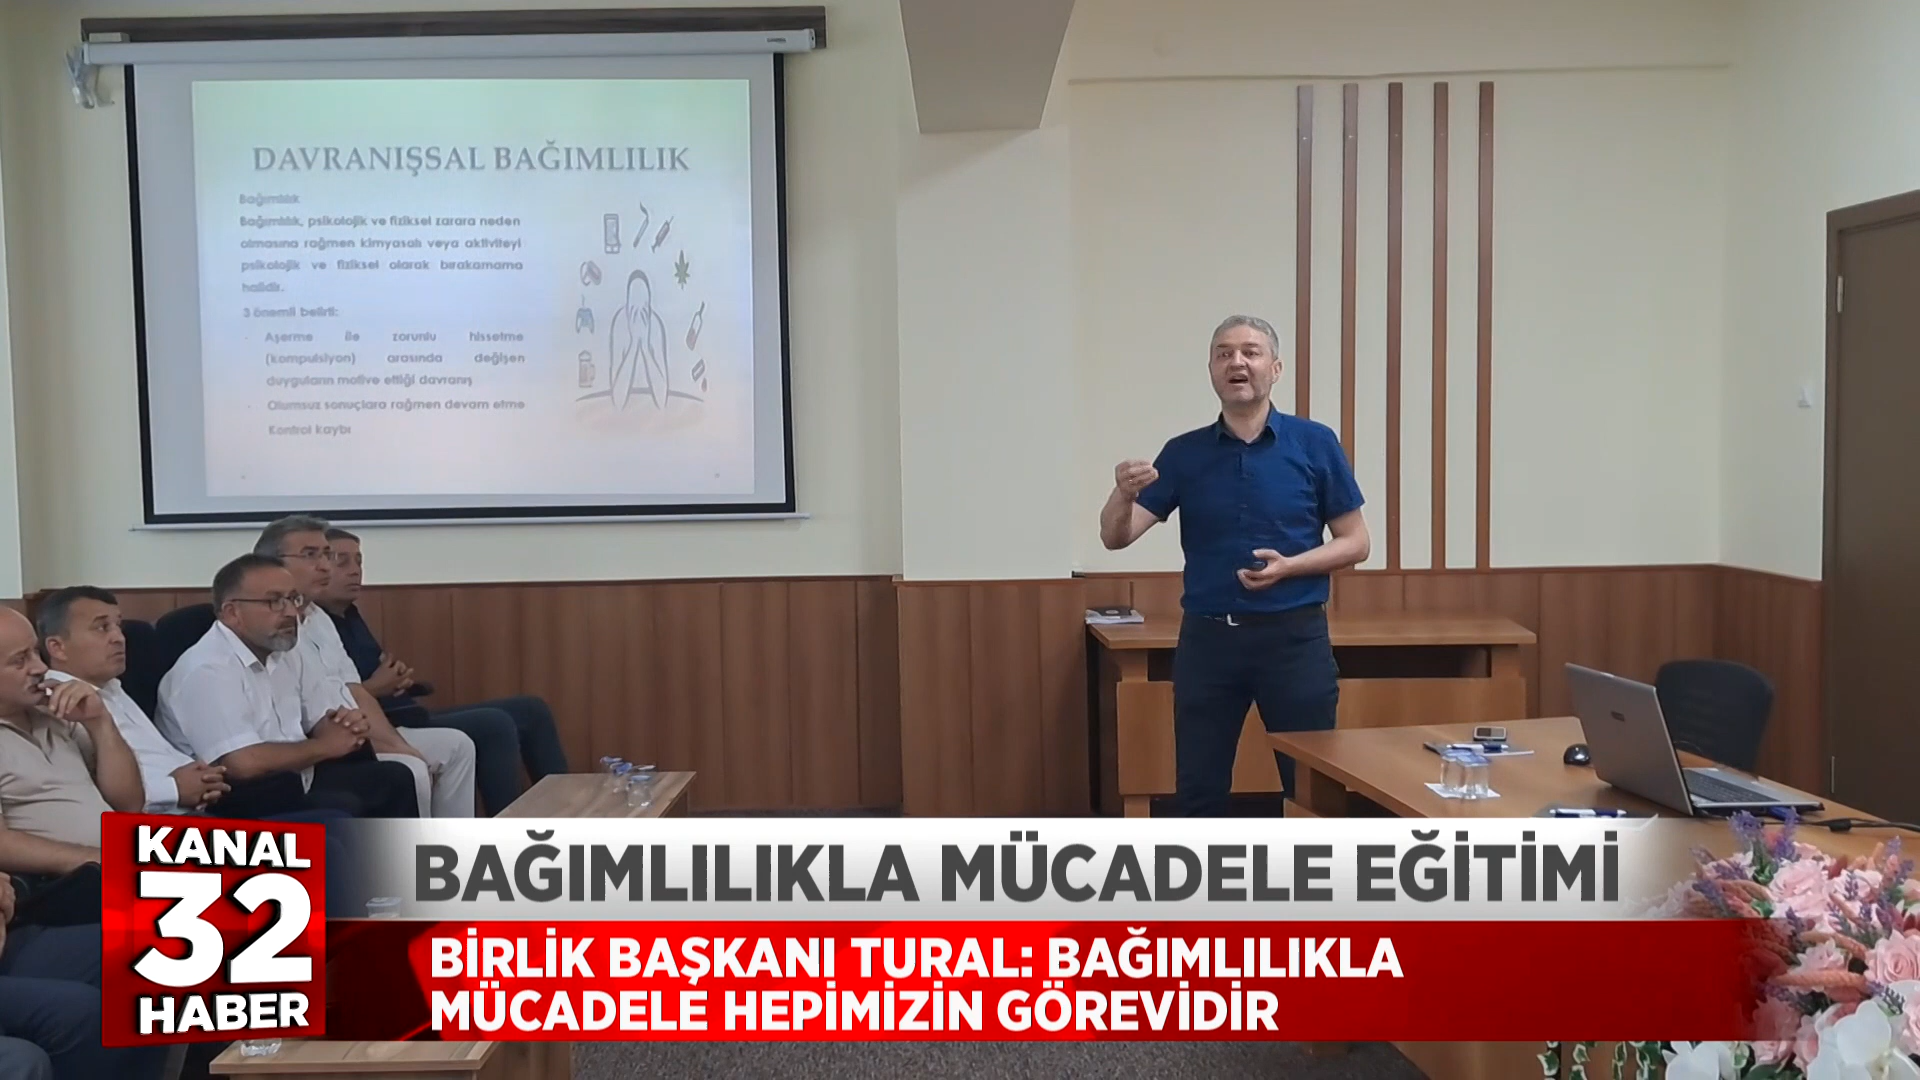 DAVRANIŞSAL BAĞIMLILIK
Bağımlılık
Bağımlılık, psikolojik ve fiziksel zarara neden
olmasına rağmen kimyasalı veya aktiviteyi
psikolojik ve fiziksel olarak bırakamama
halidir.
3 önemli belirti:
Aşerme ile zorunlu hissetme
(kompulsiyon) arasında değişen
duyguların motive ettiği davranış
Olumsuz sonuçlara rağmen devam etme
Kontrol kaybı
KANAL
32
HABER
BAĞIMLILIKLA MÜCADELE EĞİTİMİ
BİRLİK BAŞKANI TURAL: BAĞIMLILIKLA
MÜCADELE HEPİMİZİN GÖREVİDİR